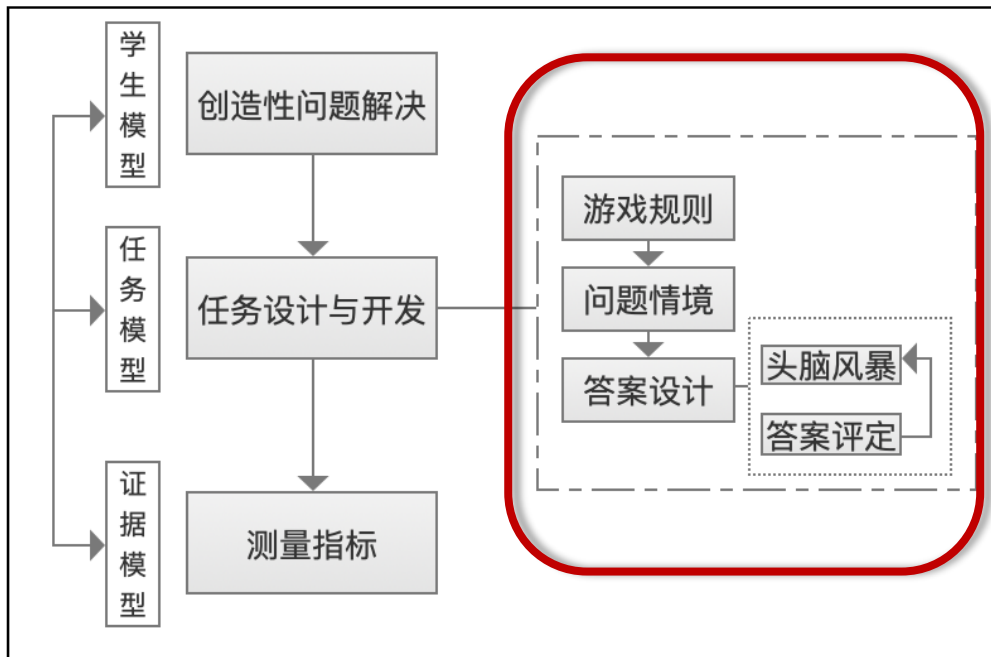 学生模型
创造性问题解决
任务模型
任务设计与开发
证据模型
测量指标
游戏规则
问题情境
答案设计
头脑风暴
答案评定